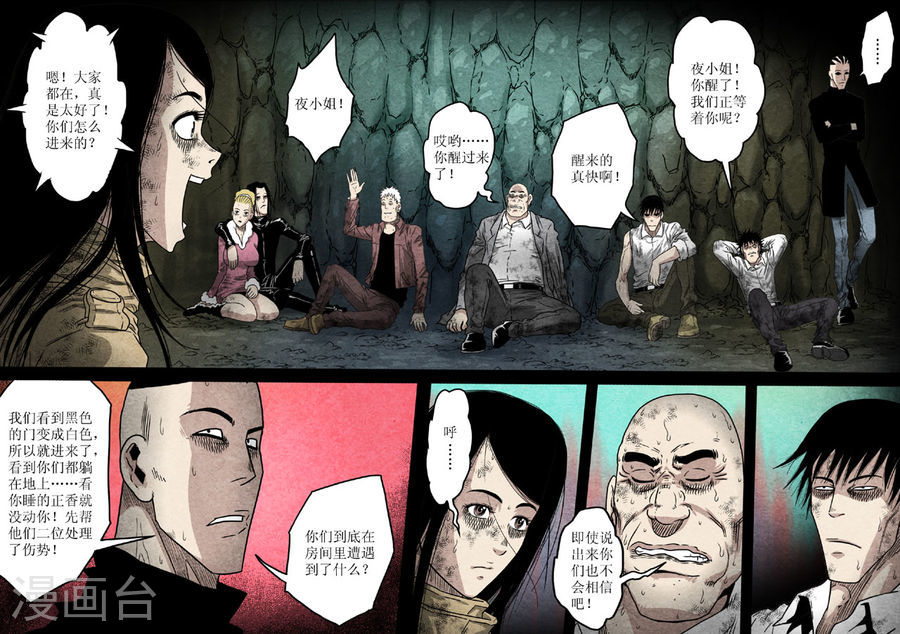 嗯！大家
都在，真
是太好了！
你们怎么
进来的？
夜小姐！
哎哟……
你醒过来
了！
醒来的
真快啊！
夜小姐！
你醒了！
我们正等
着你呢？
……
我们看到黑色
的门变成白色，
所以就进来了，
看到你们都躺
在地上……看
你睡的正香就
没动你！先帮
他们二位处理
了伤势！
你们到底在
房间里遭遇
到了什么？
呼
……
即使说
出来你
们也不
会相信
吧！
漫画台